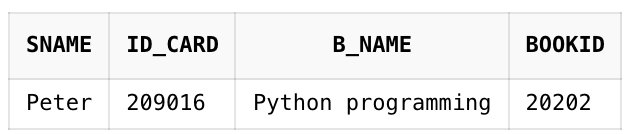 SNAME ID_CARD B_NAME BOOKID
Peter 209016 Python programming 20202